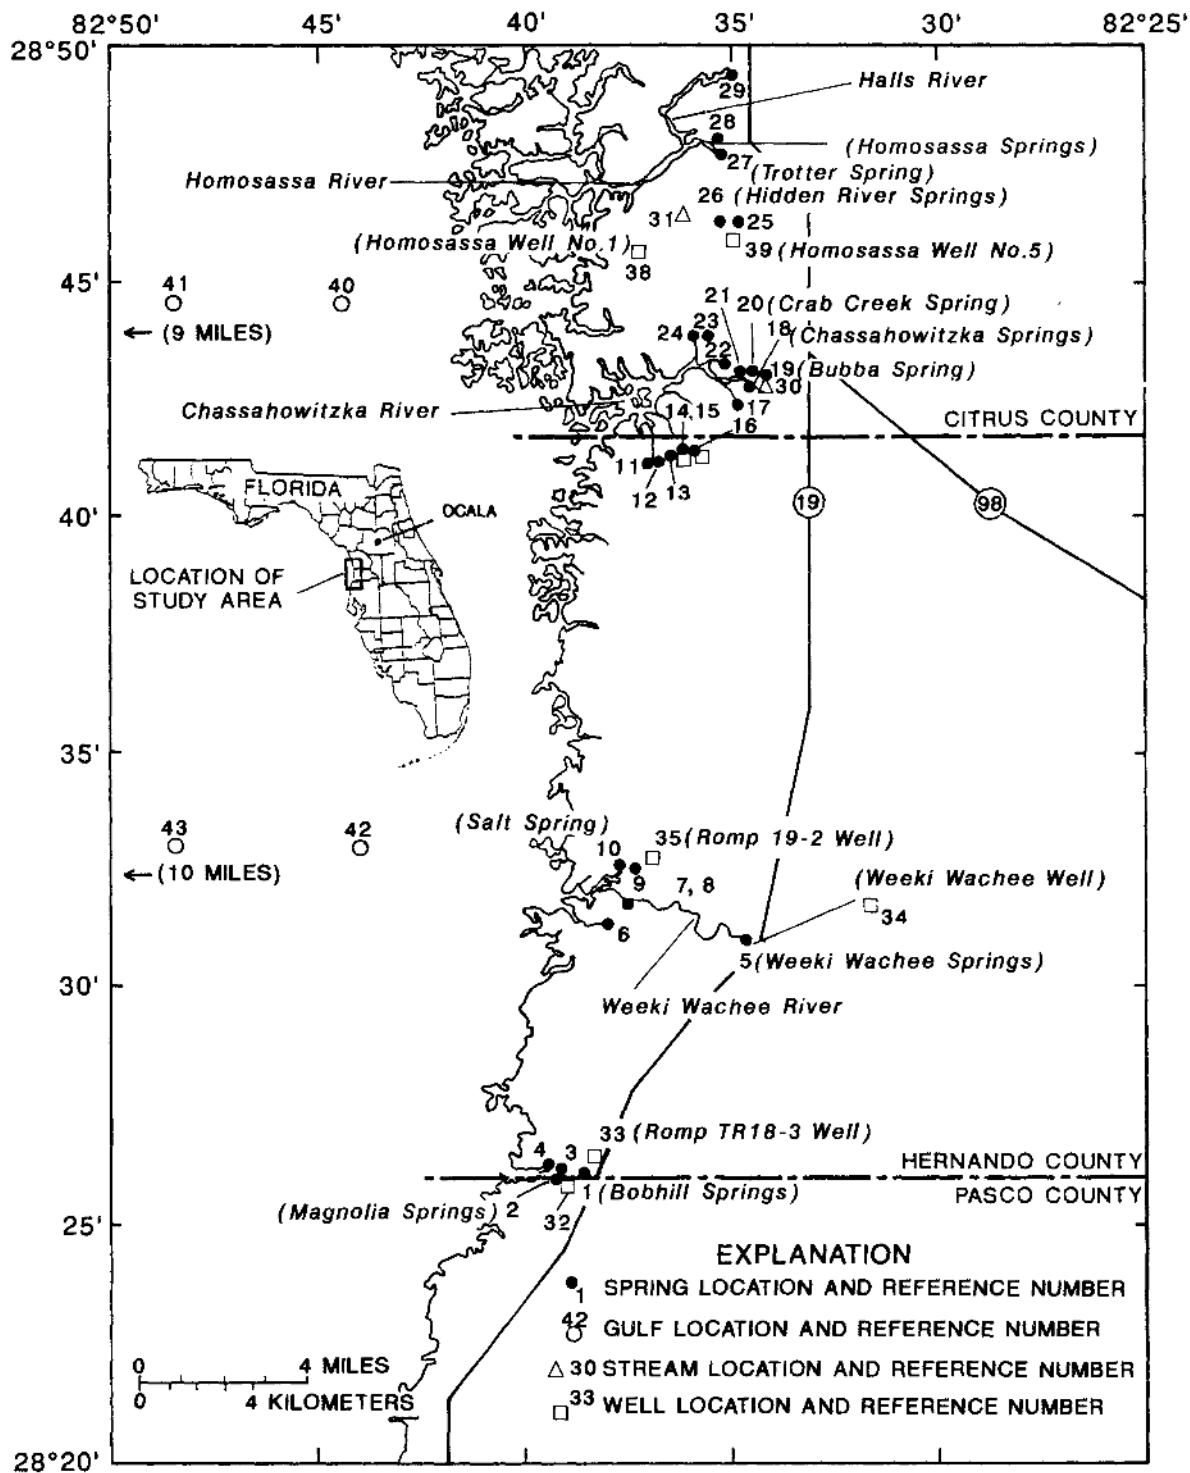 82°50' 45' 40' 35' 30' 82°25'
28°50'
Halls River
29
28
(Homosassa Springs)
27
(Trotter Spring)
Homosassa River
26 (Hidden River Springs)
31
25
(Homosassa Well No.1)
39 (Homosassa Well No.5)
38
45'
41
40
21
20 (Crab Creek Spring)
← (9 MILES)
24
23
18
(Chassahowitzka Springs)
22
19 (Bubba Spring)
30
Chassahowitzka River
14,15
17
CITRUS COUNTY
16
11
12
13
FLORIDA
OCALA
40'
19
98
LOCATION OF
STUDY AREA
35'
43
42
(Salt Spring)
35 (Romp 19-2 Well)
10
← (10 MILES)
9
7, 8
(Weeki Wachee Well)
34
6
5 (Weeki Wachee Springs)
30'
Weeki Wachee River
33 (Romp TR18-3 Well)
4
3
HERNANDO COUNTY
PASCO COUNTY
1 (Bobhill Springs)
(Magnolia Springs) 2
32
25'
EXPLANATION
1 SPRING LOCATION AND REFERENCE NUMBER
42 GULF LOCATION AND REFERENCE NUMBER
30 STREAM LOCATION AND REFERENCE NUMBER
33 WELL LOCATION AND REFERENCE NUMBER
0 4 MILES
0 4 KILOMETERS
28°20'